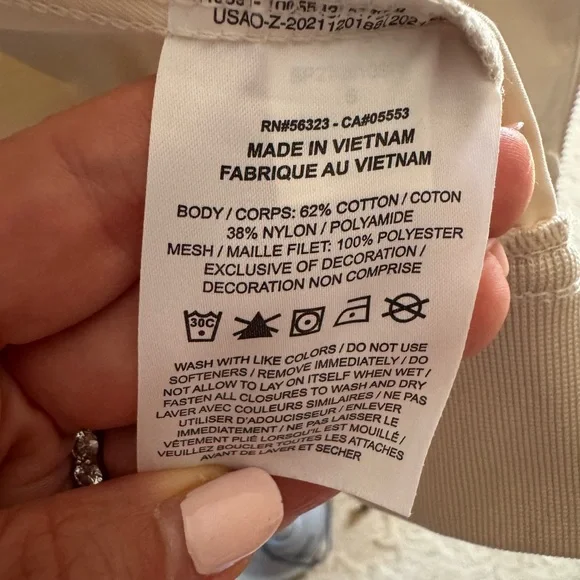 USAO-Z-2021120188
RN#56323 - CA#05553
MADE IN VIETNAM
FABRIQUE AU VIETNAM
BODY / CORPS: 62% COTTON / COTON
38% NYLON / POLYAMIDE
MESH / MAILLE FILET: 100% POLYESTER
EXCLUSIVE OF DECORATION /
DECORATION NON COMPRISE
30C
WASH WITH LIKE COLORS / DO NOT USE
SOFTENERS / REMOVE IMMEDIATELY / DO
NOT ALLOW TO LAY ON ITSELF WHEN WET /
FASTEN ALL CLOSURES TO WASH AND DRY
LAVER AVEC COULEURS SIMILAIRES / NE PAS
UTILISER D'ADOUCISSEUR / ENLEVER
IMMÉDIATEMENT / NE PAS LAISSER LE
VÊTEMENT PLIÉ LORSQU'IL EST MOUILLÉ /
VEUILLEZ BOUCLER TOUTES LES ATTACHES
AVANT DE LAVER ET SECHER